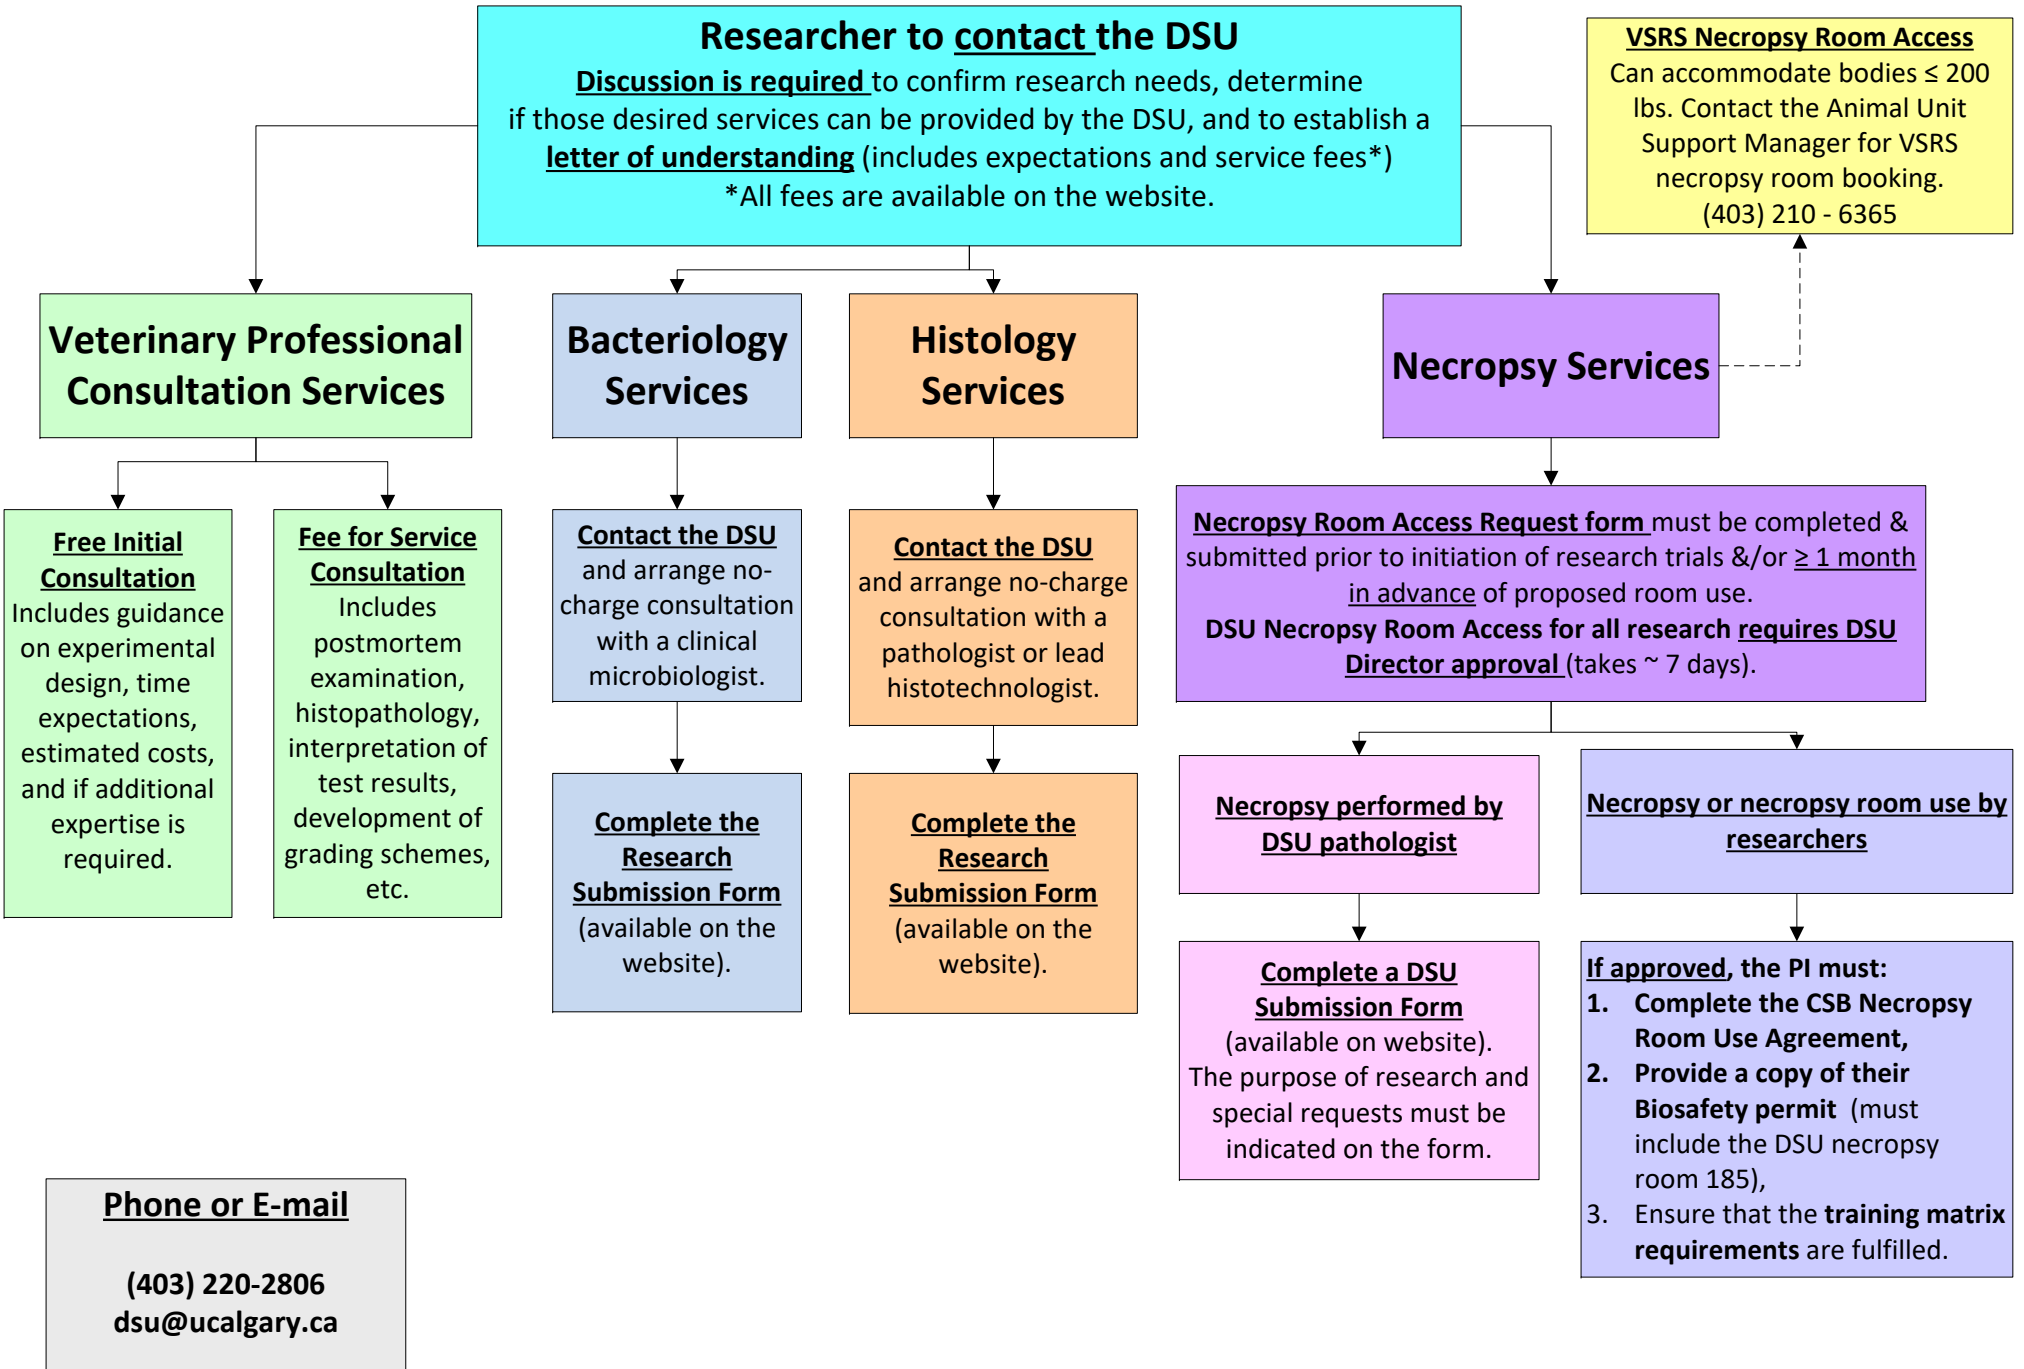 Researcher to contact the DSU
Discussion is required to confirm research needs, determine
if those desired services can be provided by the DSU, and to establish a
letter of understanding (includes expectations and service fees*)
*All fees are available on the website.
VSRS Necropsy Room Access
Can accommodate bodies ≤ 200
lbs. Contact the Animal Unit
Support Manager for VSRS
necropsy room booking.
(403) 210 - 6365
Veterinary Professional
Consultation Services
Bacteriology
Services
Histology
Services
Necropsy Services
Free Initial
Consultation
Includes guidance
on experimental
design, time
expectations,
estimated costs,
and if additional
expertise is
required.
Fee for Service
Consultation
Includes
postmortem
examination,
histopathology,
interpretation of
test results,
development of
grading schemes,
etc.
Contact the DSU
and arrange no-
charge consultation
with a clinical
microbiologist.
Contact the DSU
and arrange no-charge
consultation with a
pathologist or lead
histotechnologist.
Necropsy Room Access Request form must be completed &
submitted prior to initiation of research trials &/or ≥ 1 month
in advance of proposed room use.
DSU Necropsy Room Access for all research requires DSU
Director approval (takes ~ 7 days).
Complete the
Research
Submission Form
(available on the
website).
Complete the
Research
Submission Form
(available on the
website).
Necropsy performed by
DSU pathologist
Necropsy or necropsy room use by
researchers
Complete a DSU
Submission Form
(available on website).
The purpose of research and
special requests must be
indicated on the form.
If approved, the PI must:
1. Complete the CSB Necropsy
Room Use Agreement,
2. Provide a copy of their
Biosafety permit (must
include the DSU necropsy
room 185),
3. Ensure that the training matrix
requirements are fulfilled.
Phone or E-mail
(403) 220-2806
dsu@ucalgary.ca